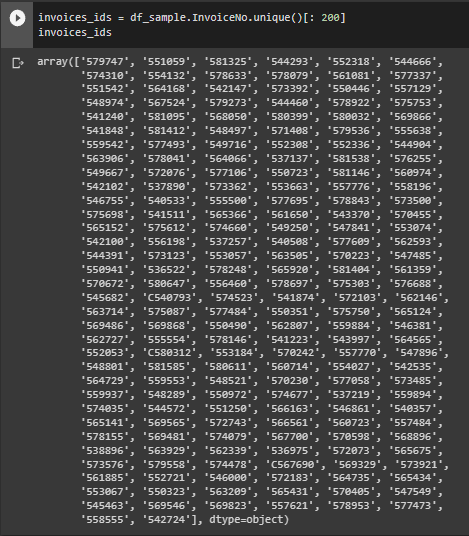 invoices_ids = df_sample.InvoiceNo.unique()[: 200]
invoices_ids
array(['579747', '551059', '581325', '544293', '552318', '544666',
'574310', '554132', '578633', '578079', '561081', '577337',
'551542', '564168', '542147', '573392', '550446', '557129',
'548974', '567524', '579273', '544460', '578922', '575753',
'541240', '581095', '568050', '580399', '580032', '569866',
'541848', '581412', '548497', '571408', '579536', '555638',
'559542', '577493', '549716', '552308', '552336', '544904',
'563906', '578041', '564066', '537137', '581538', '576255',
'549667', '572076', '577106', '550723', '581146', '560974',
'542102', '537890', '573362', '553663', '557776', '558196',
'546755', '540533', '555500', '577695', '578843', '573500',
'575698', '541511', '565366', '561650', '543370', '570455',
'565152', '575612', '574660', '549250', '547841', '553074',
'542100', '556198', '537257', '540508', '577609', '562593',
'544391', '573123', '553057', '563505', '570223', '547485',
'550941', '536522', '578248', '565920', '581404', '561359',
'570672', '580647', '556460', '578697', '575303', '576688',
'545682', 'C540793', '574523', '541874', '572103', '562146',
'563714', '575087', '577484', '550351', '575750', '565124',
'569486', '569868', '550490', '562807', '559884', '546381',
'562727', '555554', '578146', '541223', '543997', '564565',
'552053', 'C580312', '553184', '570242', '557770', '547896',
'548801', '581585', '580611', '560714', '554027', '542535',
'564729', '559553', '548521', '570230', '577058', '573485',
'559937', '548289', '550972', '574677', '537219', '559894',
'574035', '544572', '551250', '566163', '546861', '540357',
'565141', '569565', '572743', '566561', '560723', '557484',
'578155', '569481', '574079', '567700', '570598', '568896',
'538896', '563929', '562339', '536975', '572073', '565675',
'573576', '579558', '574478', 'C567690', '569329', '573921',
'561885', '552721', '546000', '572183', '564735', '565434',
'553067', '550323', '563209', '565431', '570405', '547549',
'545463', '569546', '569823', '557621', '578953', '577473',
'558555', '542724'], dtype=object)